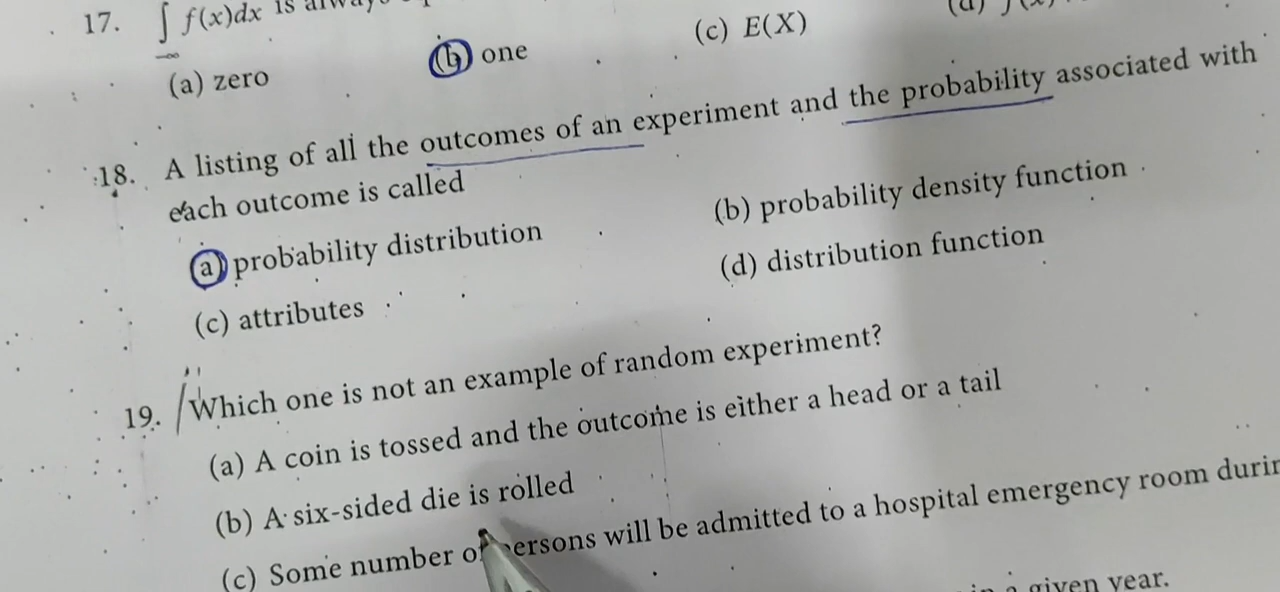 17. ∫ f(x)dx is always
−∞
(a) zero (b) one (c) E(X) (d)
18. A listing of all the outcomes of an experiment and the probability associated with
each outcome is called
(a) probability distribution (b) probability density function
(c) attributes (d) distribution function
19. Which one is not an example of random experiment?
(a) A coin is tossed and the outcome is either a head or a tail
(b) A six-sided die is rolled
(c) Some number of persons will be admitted to a hospital emergency room
given year.